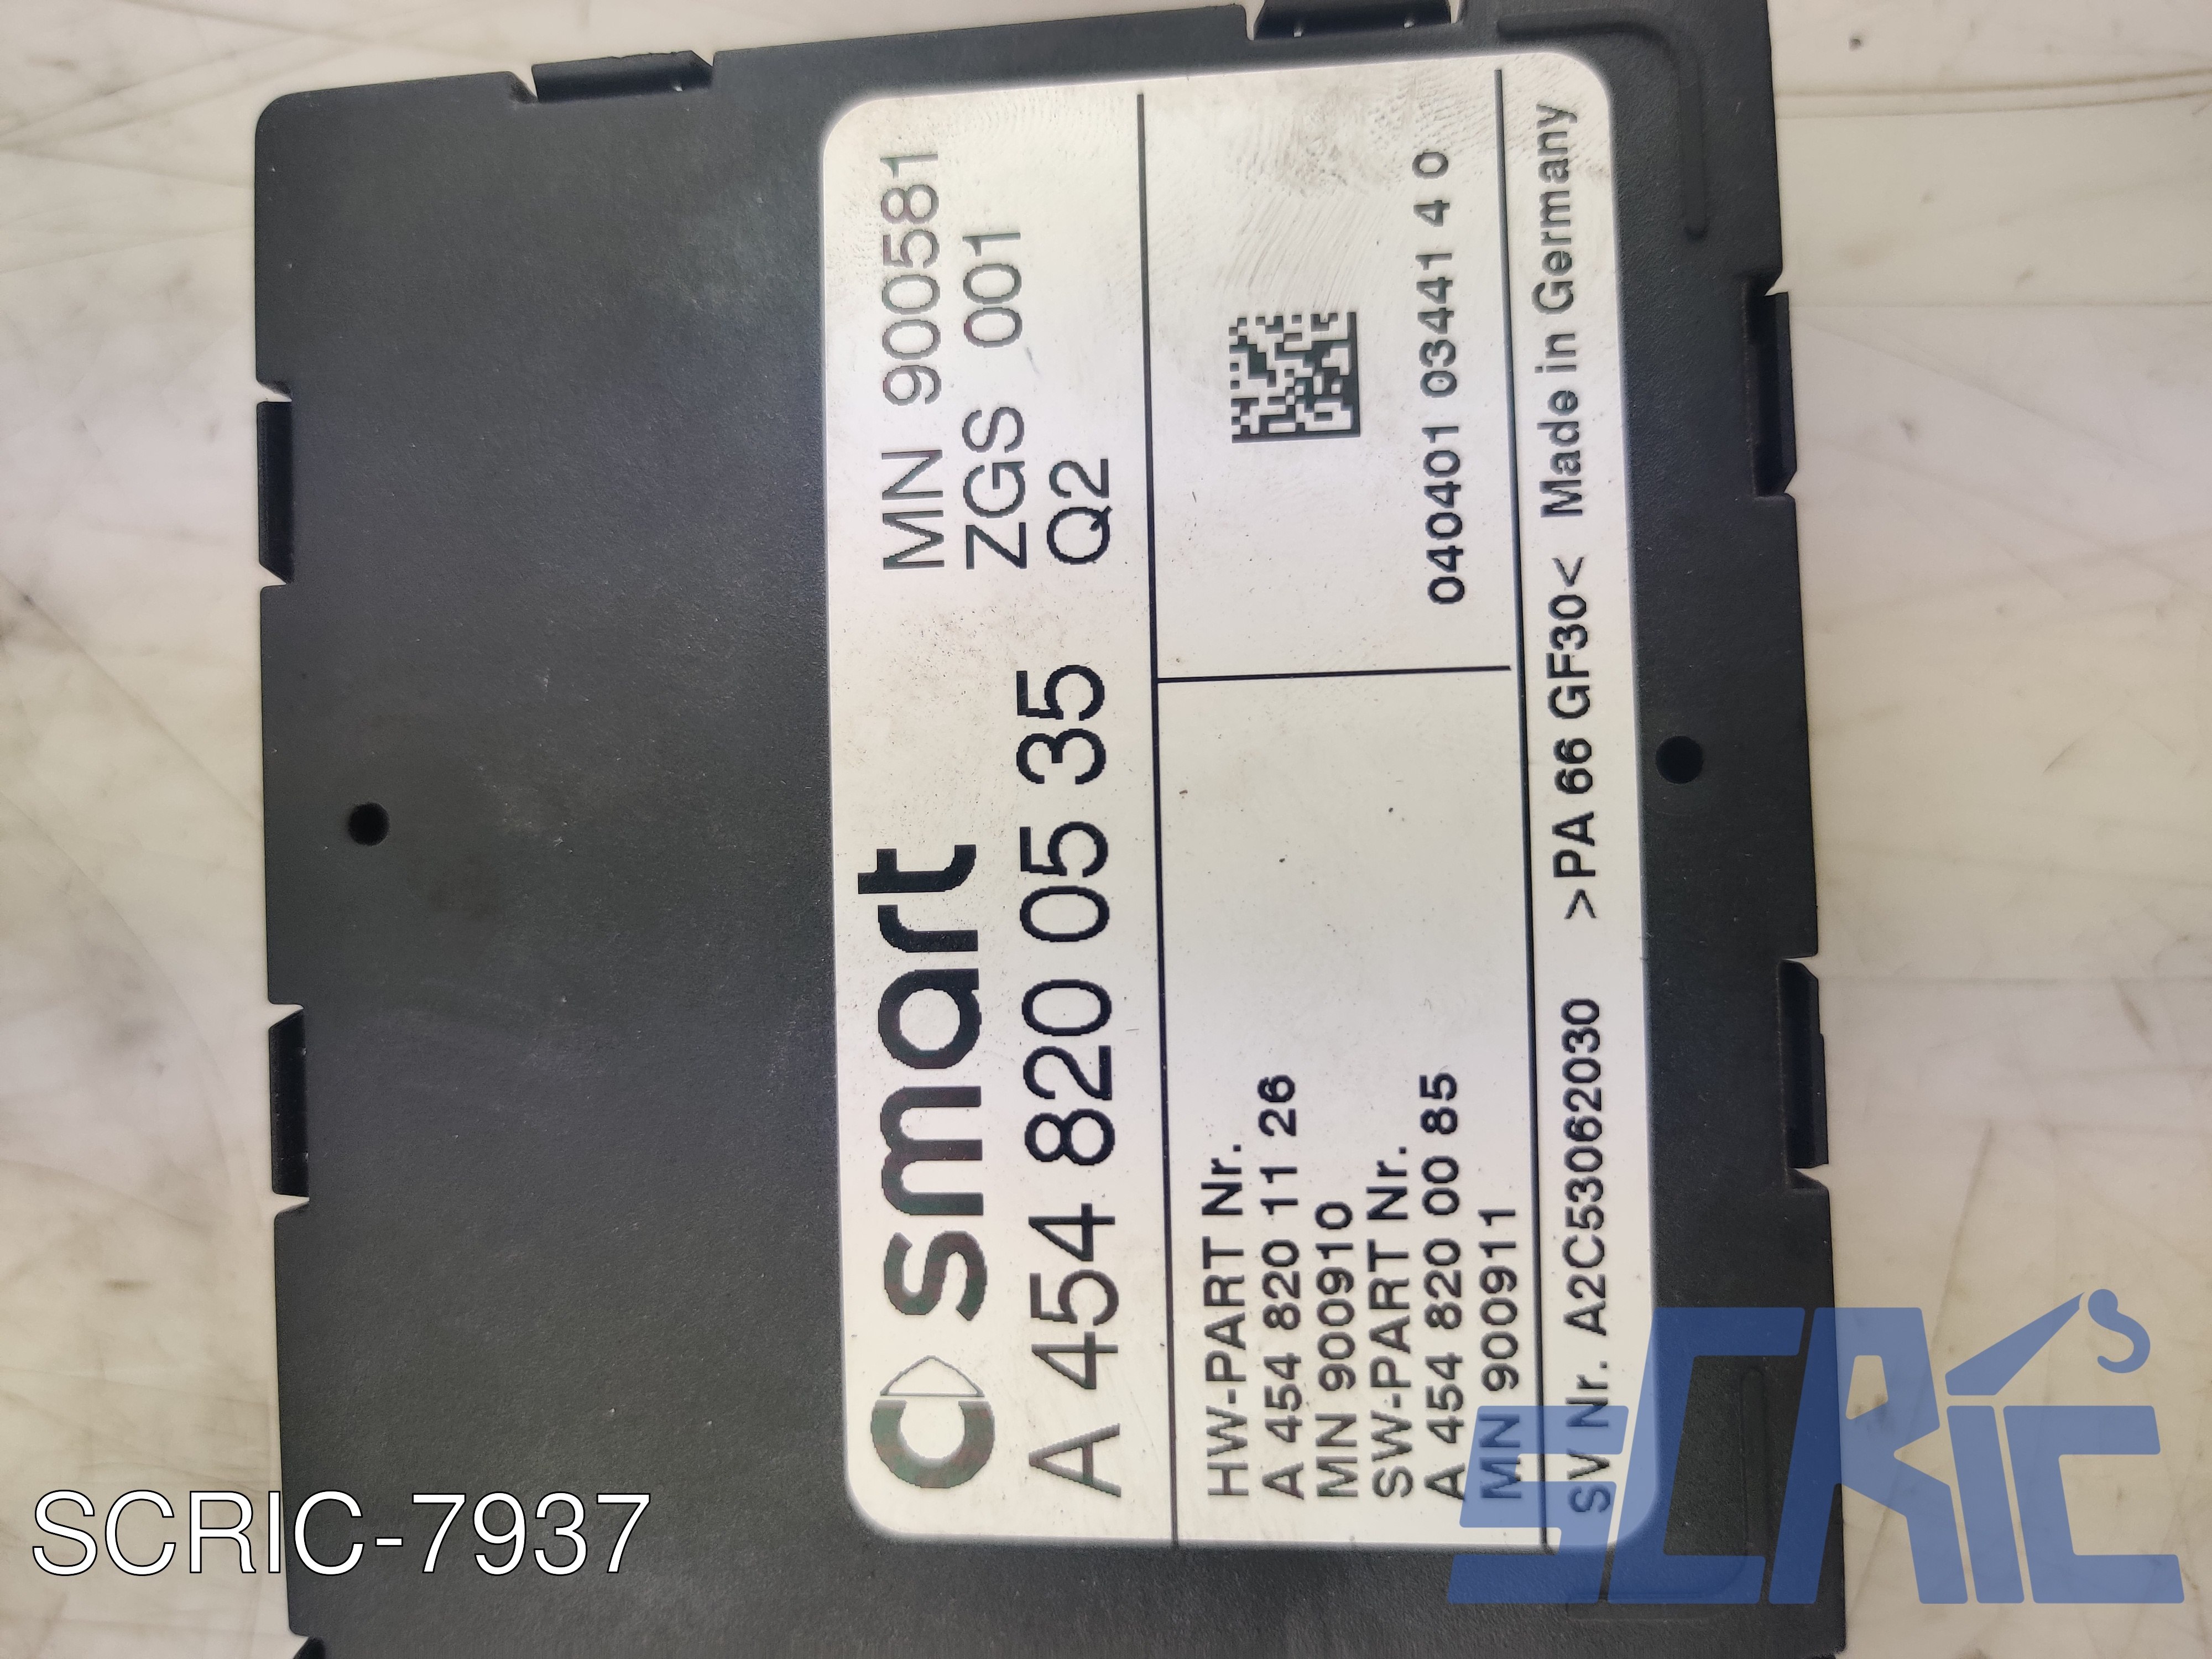 smart
A 454 820 05 35
MN 900581
ZGS 001
Q2
HW-PART Nr.
A 454 820 11 26
MN 900910
SW-PART Nr.
A 454 820 00 85
MN 900911
040401 03441 4 0
SV Nr. A2C53062030 >PA 66 GF30< Made in Germany
SCRIC-7937
SCRIC